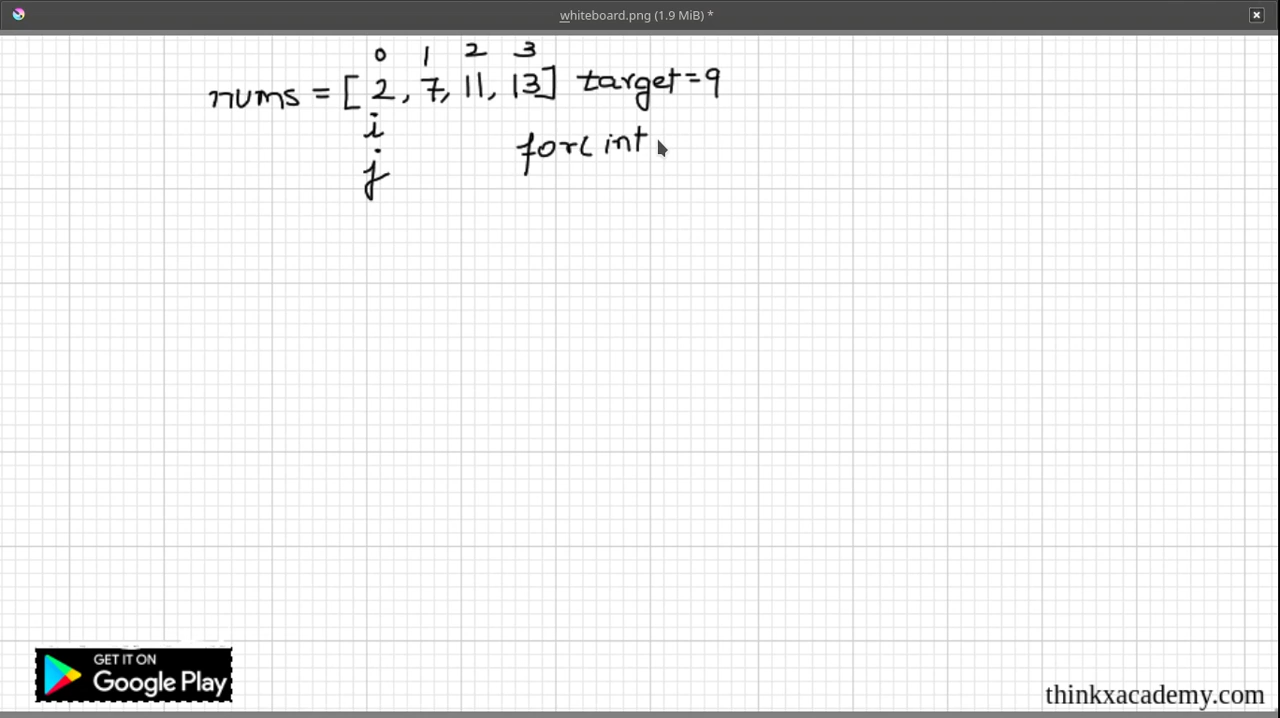 whiteboard.png (1.9 MiB) *
0 1 2 3
nums = [ 2, 7, 11, 13] target=9
i
for( int
j
GET IT ON
Google Play
thinkxacademy.com